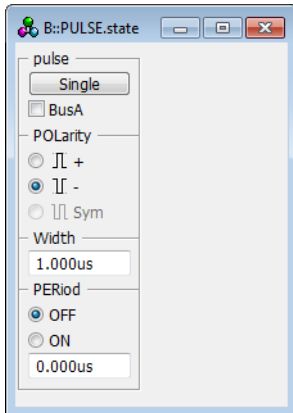 B::PULSE.state
pulse
Single
BusA
POLarity
+
-
Sym
Width
1.000us
PERiod
OFF
ON
0.000us